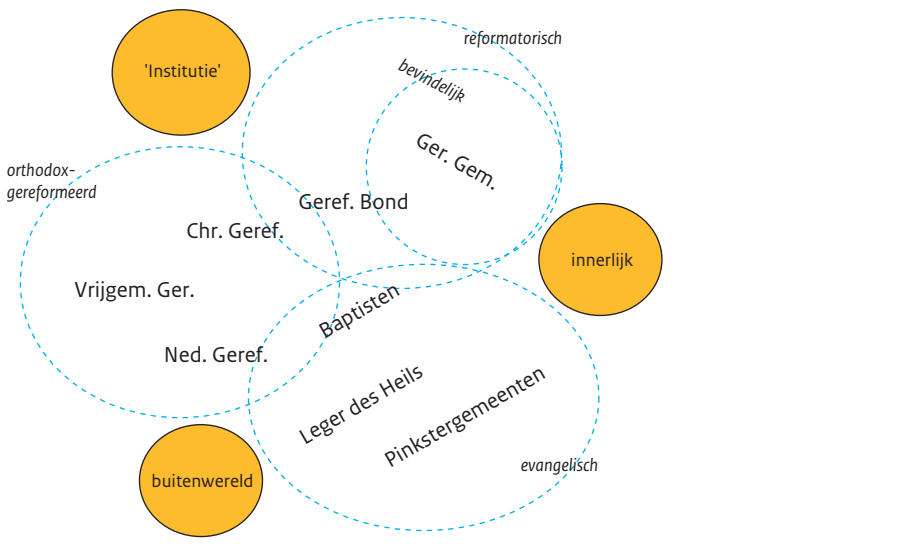 'Institutie'
reformatorisch
bevindelijk
Ger. Gem.
orthodox-
gereformeerd
Geref. Bond
Chr. Geref.
innerlijk
Vrijgem. Ger.
Baptisten
Ned. Geref.
Leger des Heils
Pinkstergemeenten
evangelisch
buitenwereld